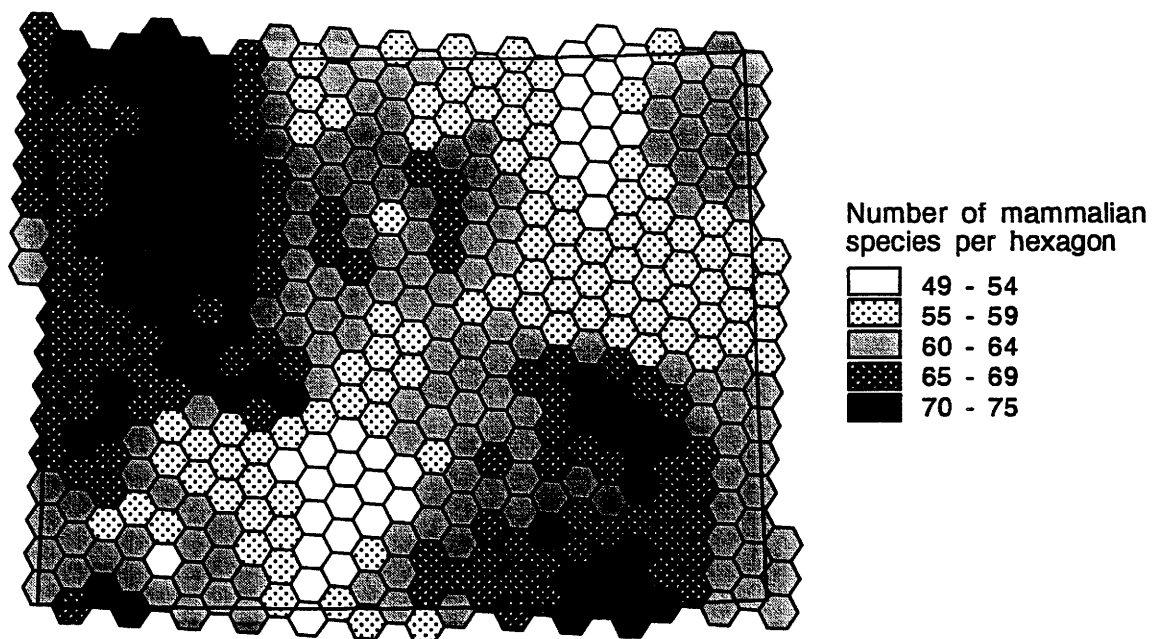 Number of mammalian
species per hexagon
49 - 54
55 - 59
60 - 64
65 - 69
70 - 75